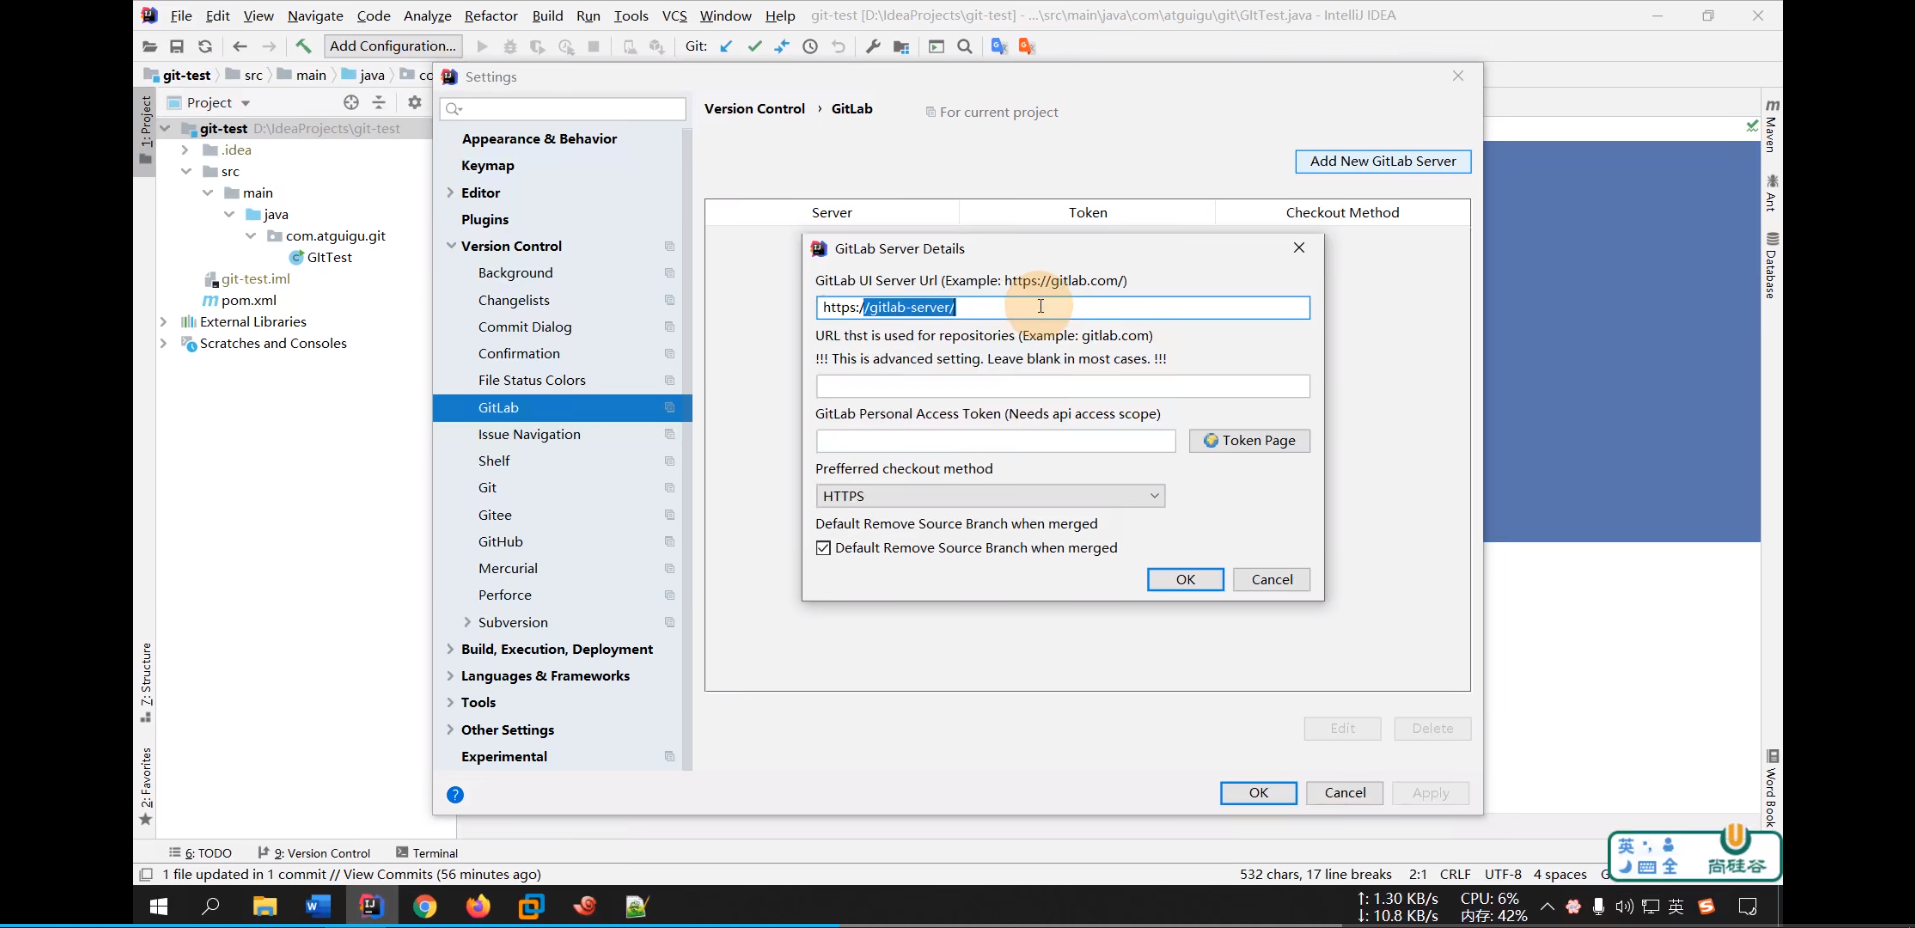 File Edit View Navigate Code Analyze Refactor Build Run Tools VCS Window Help git-test [D:\IdeaProjects\git-test] - ...\src\main\java\com\atguigu\git\GItTest.java - IntelliJ IDEA
Add Configuration... Git:
git-test src main java co
Settings
Project
git-test D:\IdeaProjects\git-test
.idea
src
main
java
com.atguigu.git
GItTest
git-test.iml
pom.xml
External Libraries
Scratches and Consoles
1: Project
Z: Structure
2: Favorites
Appearance & Behavior
Keymap
Editor
Plugins
Version Control
Background
Changelists
Commit Dialog
Confirmation
File Status Colors
GitLab
Issue Navigation
Shelf
Git
Gitee
GitHub
Mercurial
Perforce
Subversion
Build, Execution, Deployment
Languages & Frameworks
Tools
Other Settings
Experimental
Version Control › GitLab For current project
Add New GitLab Server
Server Token Checkout Method
GitLab Server Details
GitLab UI Server Url (Example: https://gitlab.com/)
https://gitlab-server/
URL thst is used for repositories (Example: gitlab.com)
!!! This is advanced setting. Leave blank in most cases. !!!
GitLab Personal Access Token (Needs api access scope)
Token Page
Prefferred checkout method
HTTPS
Default Remove Source Branch when merged
Default Remove Source Branch when merged
OK Cancel
Edit Delete
? OK Cancel Apply
m
Maven
Ant
Database
Word Book
6: TODO 9: Version Control Terminal
1 file updated in 1 commit // View Commits (56 minutes ago) 532 chars, 17 line breaks 2:1 CRLF UTF-8 4 spaces
英 全
尚硅谷
↑: 1.30 KB/s CPU: 6%
↓: 10.8 KB/s 内存: 42%
英